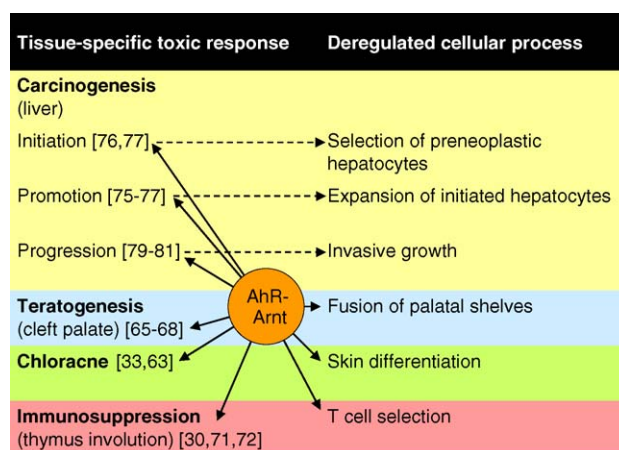 Tissue-specific toxic response Deregulated cellular process
Carcinogenesis
(liver)
Initiation [76,77] Selection of preneoplastic
hepatocytes
Promotion [75-77] Expansion of initiated hepatocytes
Progression [79-81] Invasive growth
AhR-
Arnt
Teratogenesis Fusion of palatal shelves
(cleft palate) [65-68]
Chloracne [33,63] Skin differentiation
Immunosuppression T cell selection
(thymus involution) [30,71,72]